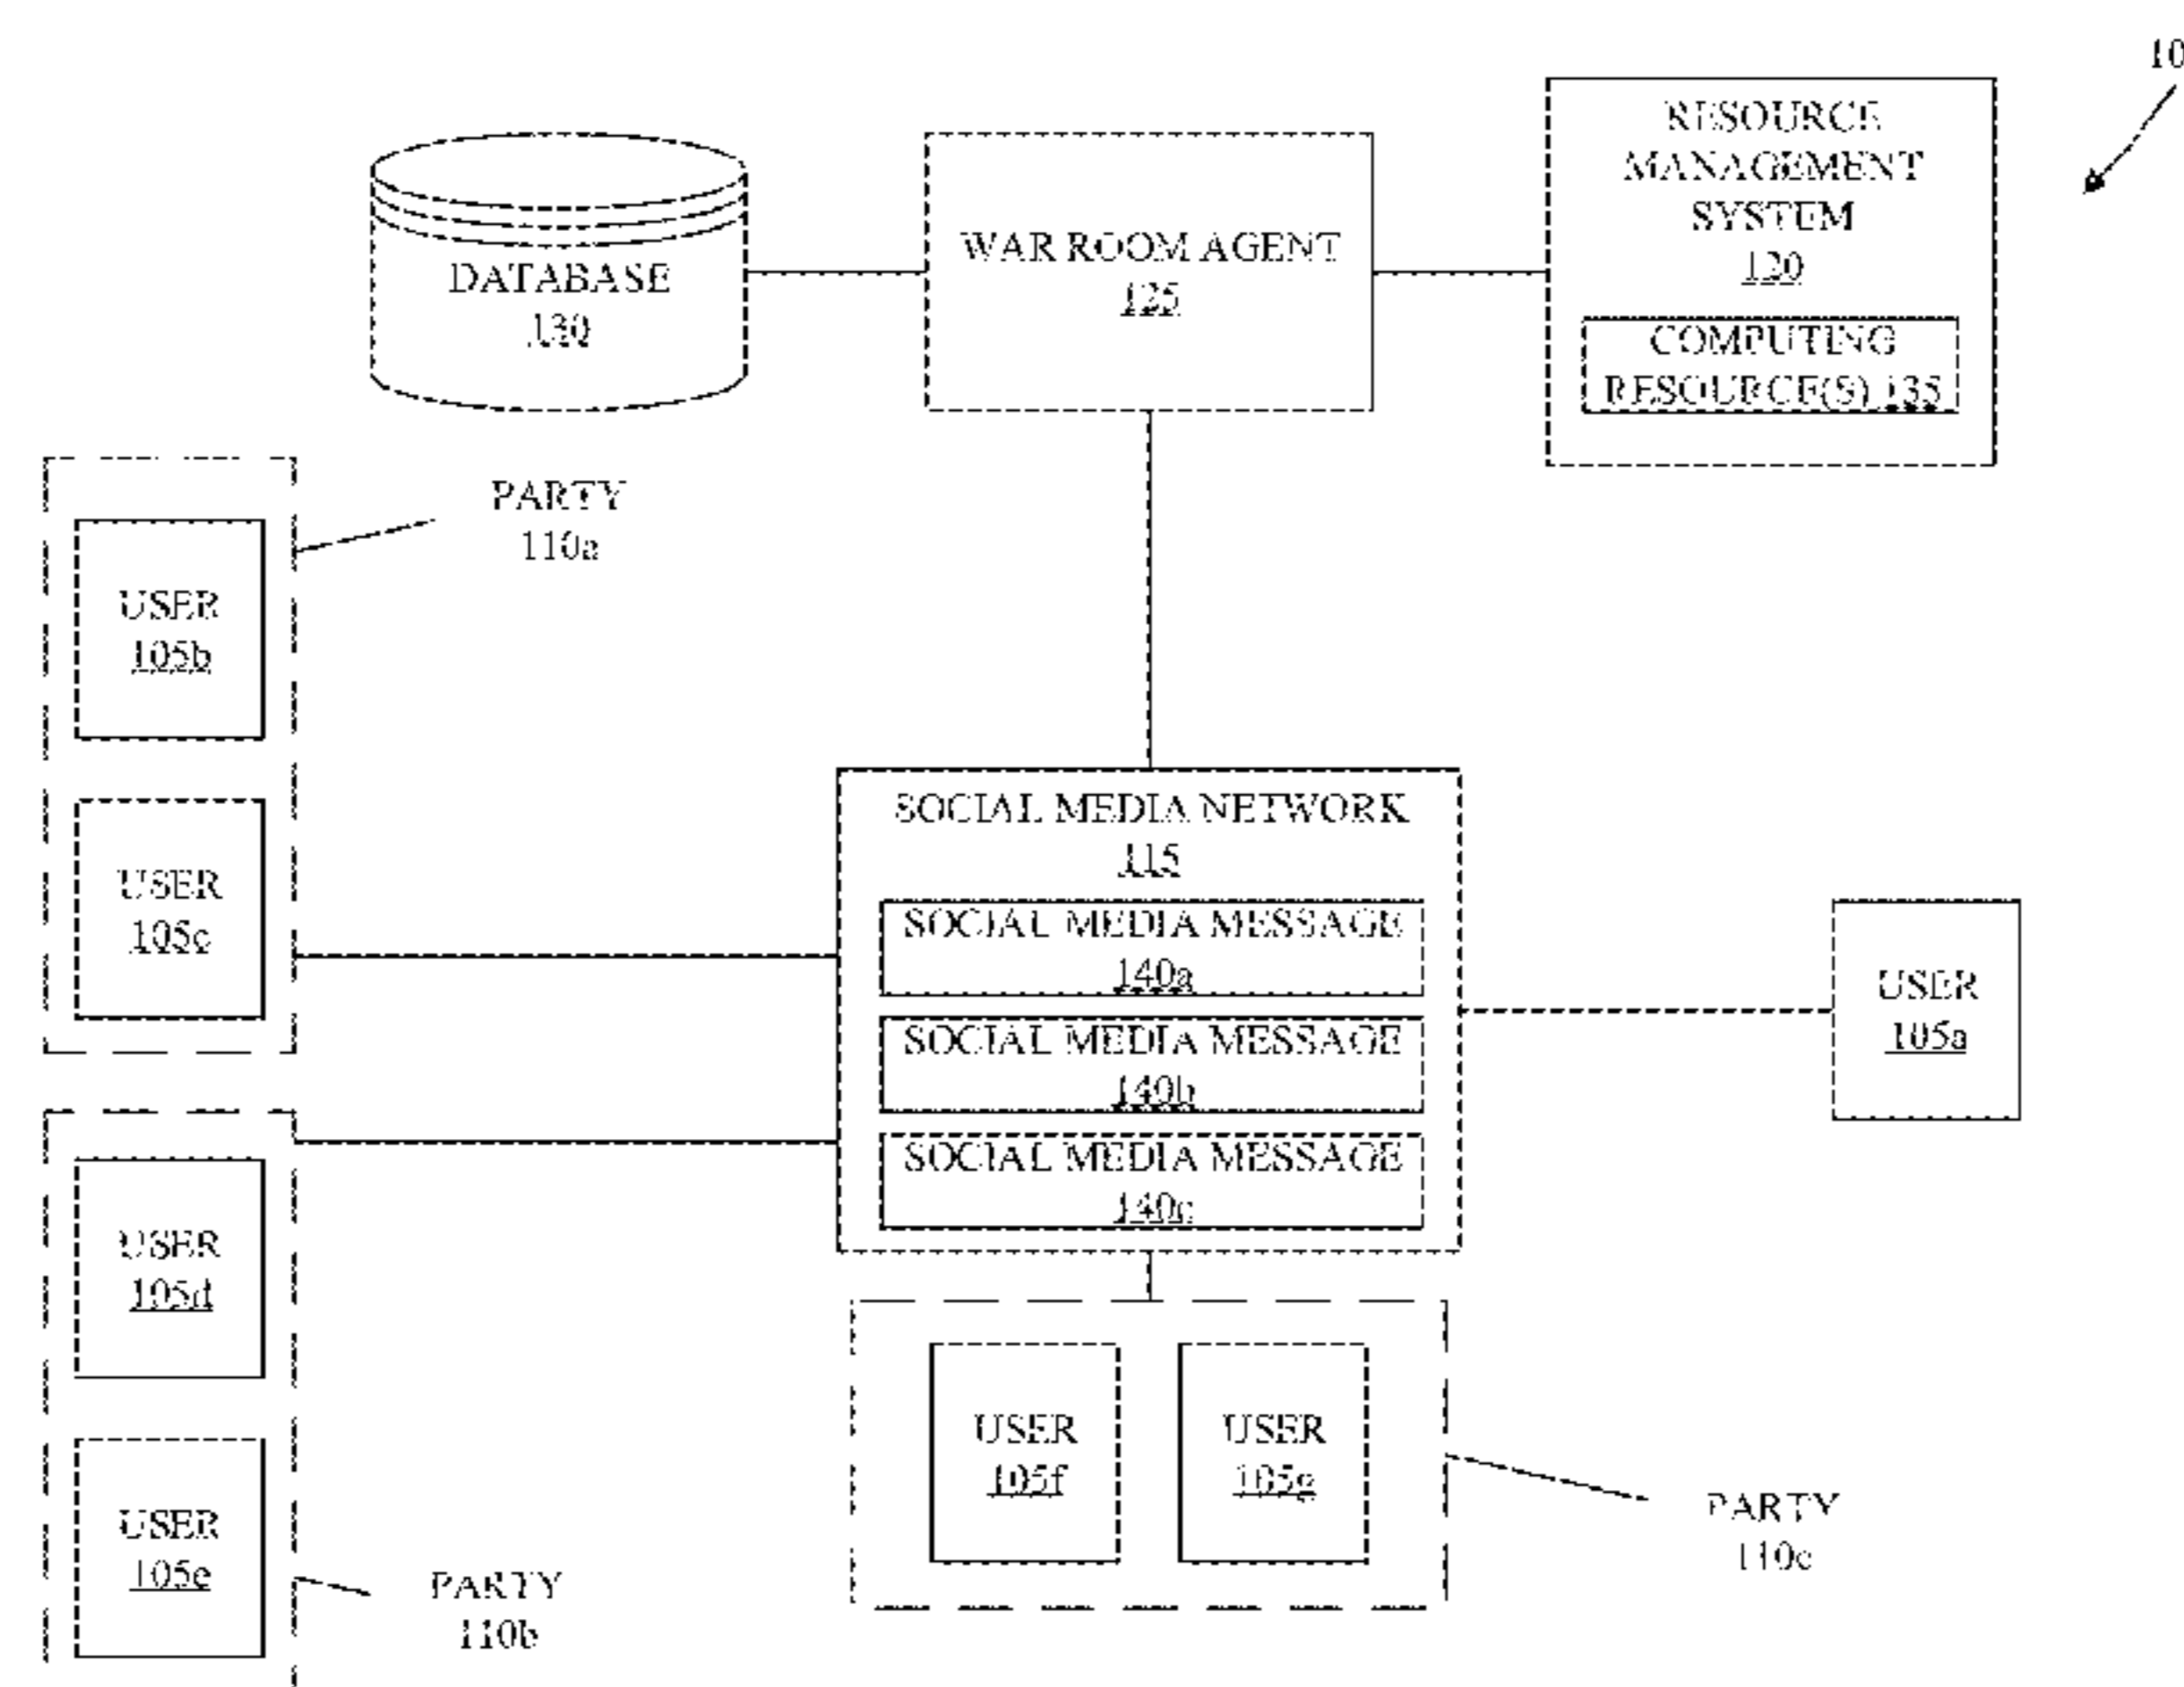 10
DATABASE
130
WAR ROOM AGENT
125
RESOURCE
MANAGEMENT
SYSTEM
120
COMPUTING
RESOURCE(S) 135
PARTY
110a
USER
105b
USER
105c
SOCIAL MEDIA NETWORK
115
SOCIAL MEDIA MESSAGE
140a
SOCIAL MEDIA MESSAGE
140b
SOCIAL MEDIA MESSAGE
140c
USER
105a
USER
105d
USER
105e
PARTY
110b
USER
105f
USER
105g
PARTY
110c